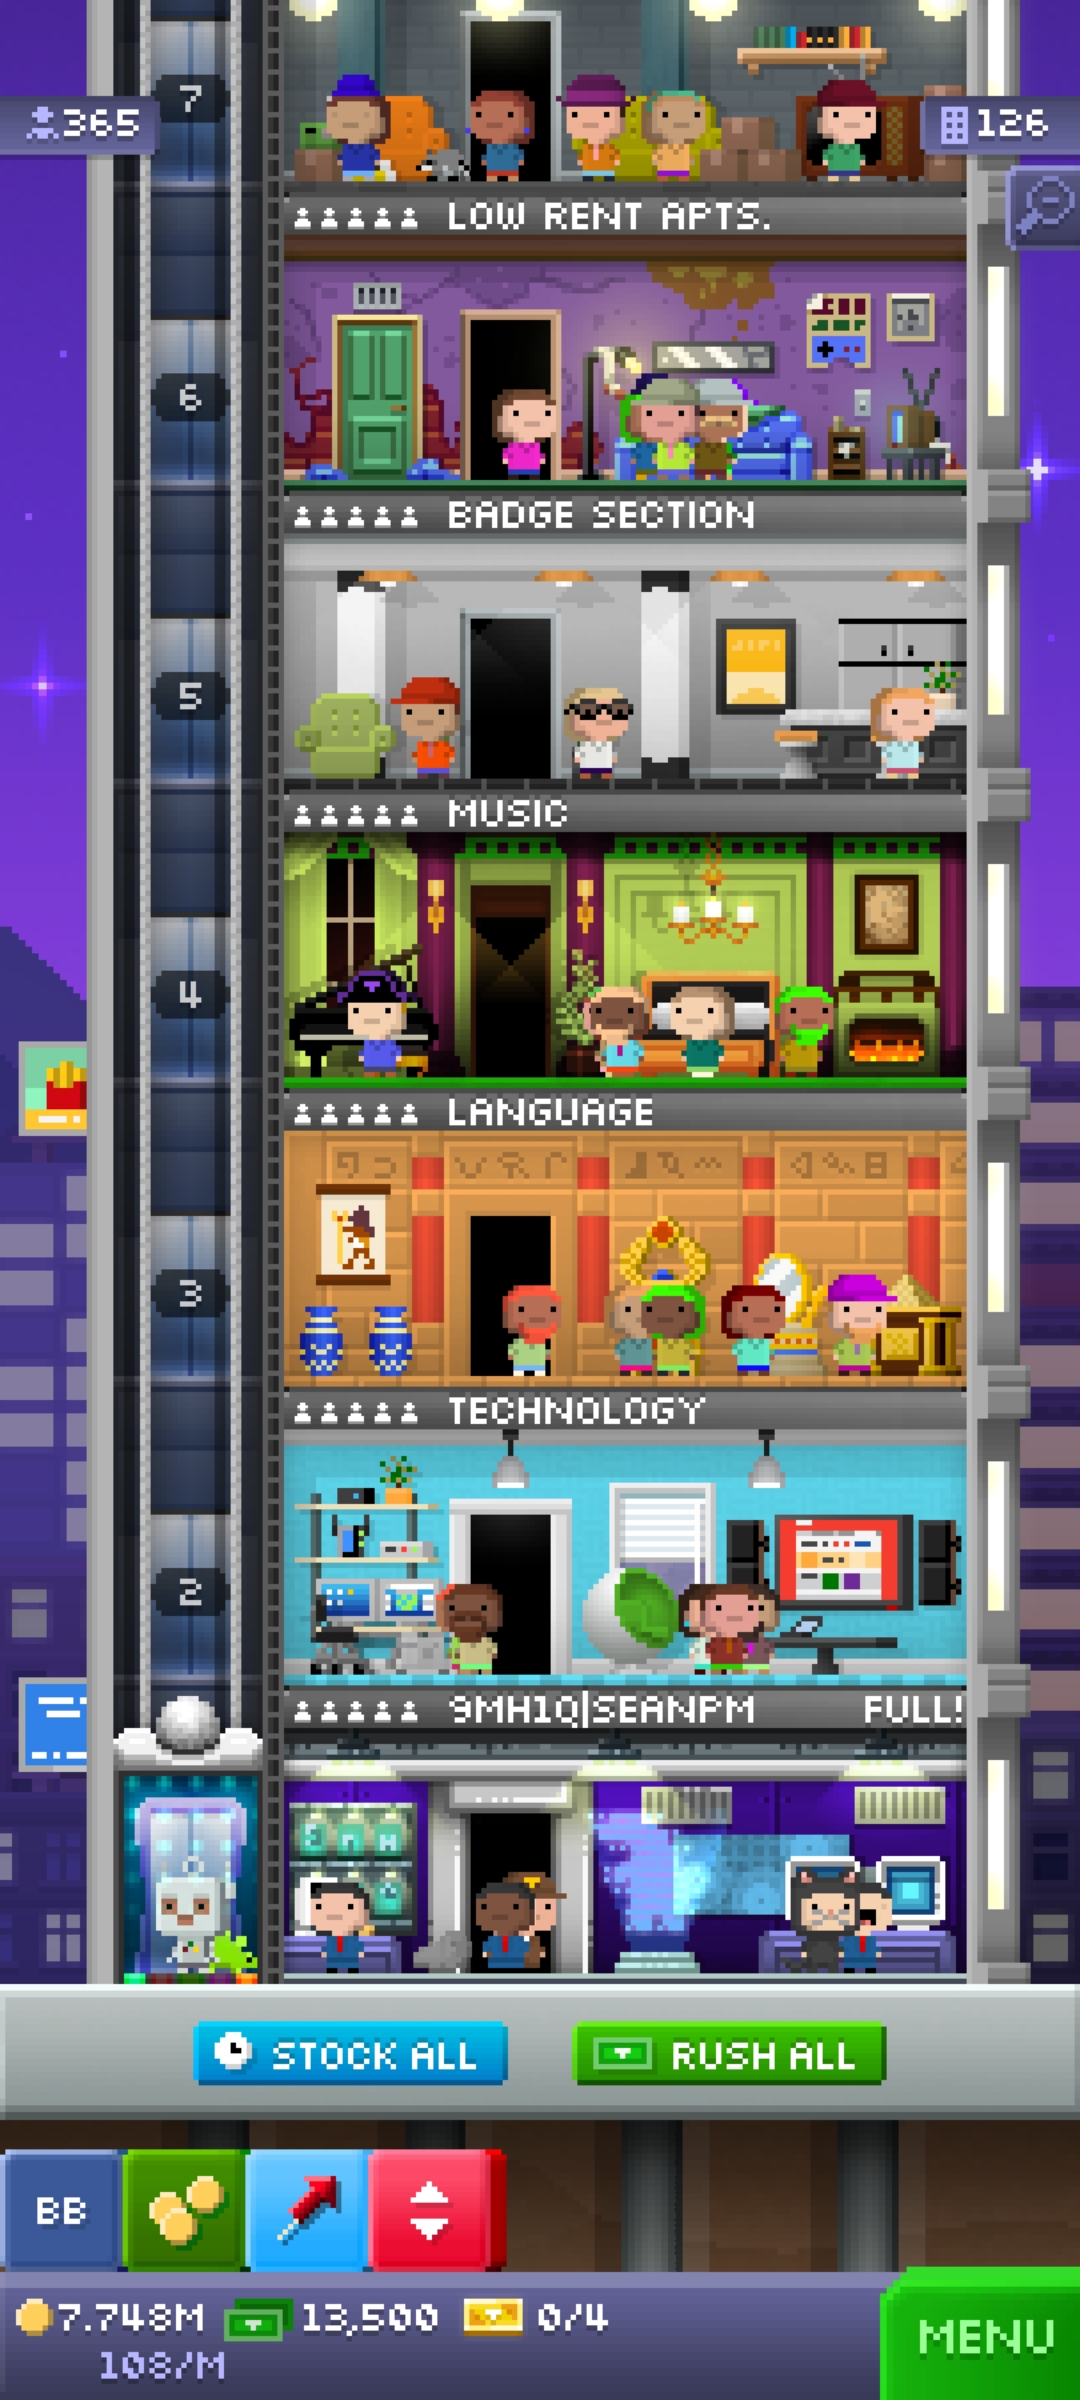 7
365
126
LOW RENT APTS.
6
BADGE SECTION
5
MUSIC
4
LANGUAGE
3
TECHNOLOGY
2
9MH1Q|SEANPM FULL!
STOCK ALL
RUSH ALL
BB
7.748M 13,500 0/4
108/M
MENU